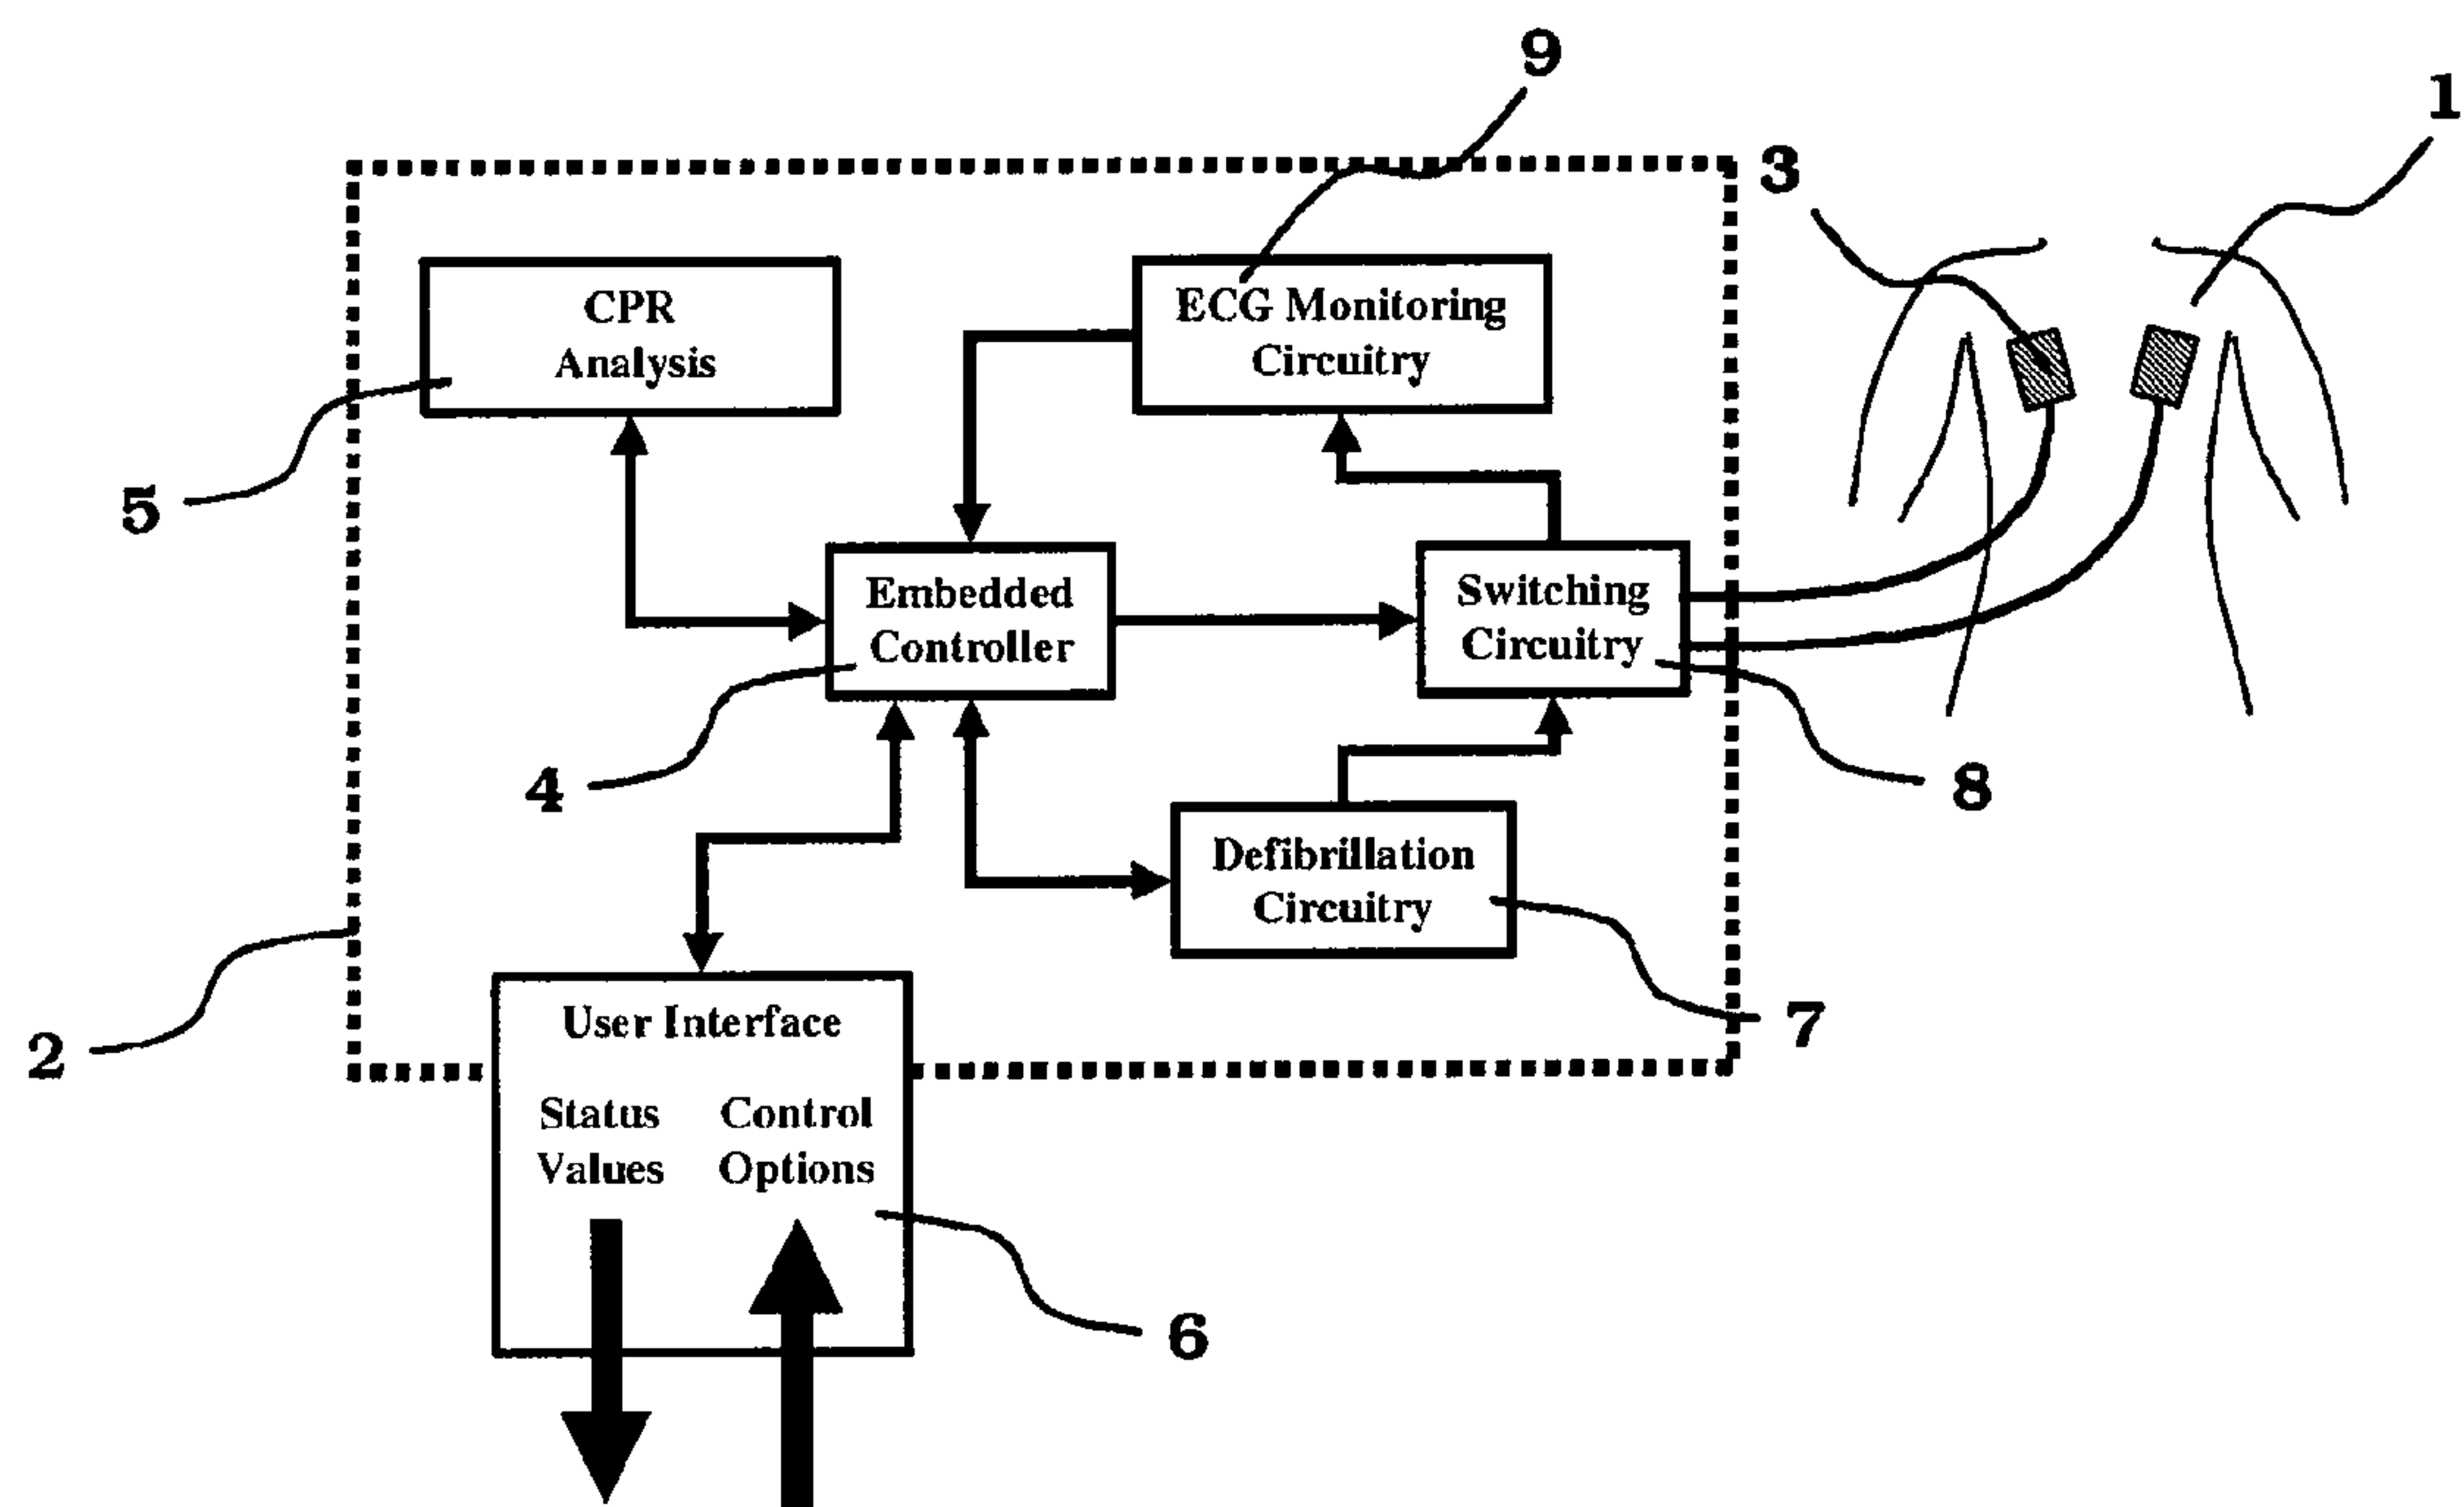 9
1
3
CPR
Analysis
ECG Monitoring
Circuitry
5
Embedded
Controller
Switching
Circuitry
4
8
Defibrillation
Circuitry
2
7
User Interface
Status Control
Values Options
6